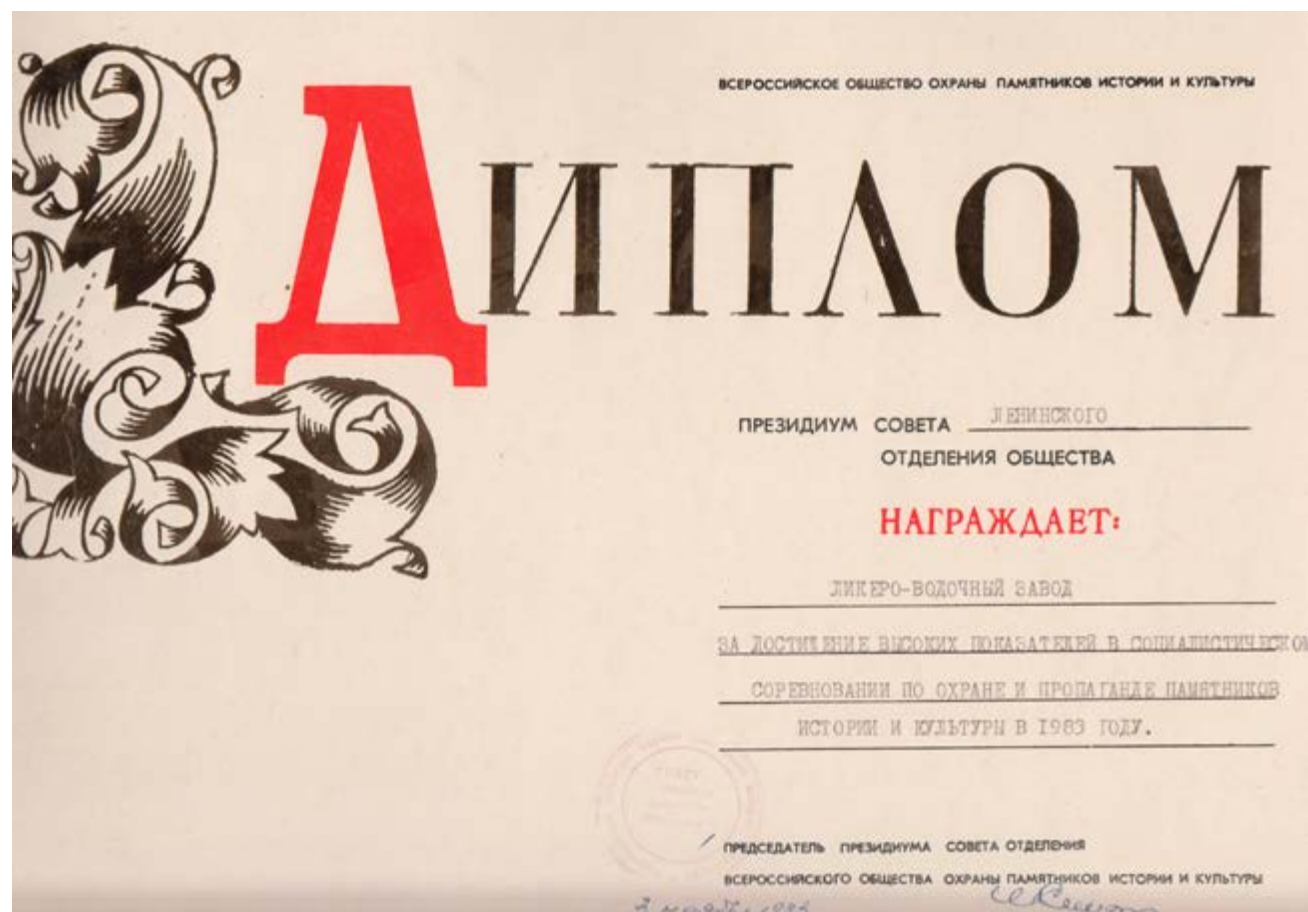 ВСЕРОССИЙСКОЕ ОБЩЕСТВО ОХРАНЫ ПАМЯТНИКОВ ИСТОРИИ И КУЛЬТУРЫ
ДИПЛОМ
ПРЕЗИДИУМ СОВЕТА ЛЕНИНСКОГО
ОТДЕЛЕНИЯ ОБЩЕСТВА
НАГРАЖДАЕТ:
ЛИКЕРО-ВОДОЧНЫЙ ЗАВОД
ЗА ДОСТИЖЕНИЕ ВЫСОКИХ ПОКАЗАТЕЛЕЙ В СОЦИАЛИСТИЧЕСКОМ
СОРЕВНОВАНИИ ПО ОХРАНЕ И ПРОПАГАНДЕ ПАМЯТНИКОВ
ИСТОРИИ И КУЛЬТУРЫ В 1983 ГОДУ.
ПРЕДСЕДАТЕЛЬ ПРЕЗИДИУМА СОВЕТА ОТДЕЛЕНИЯ
ВСЕРОССИЙСКОГО ОБЩЕСТВА ОХРАНЫ ПАМЯТНИКОВ ИСТОРИИ И КУЛЬТУРЫ